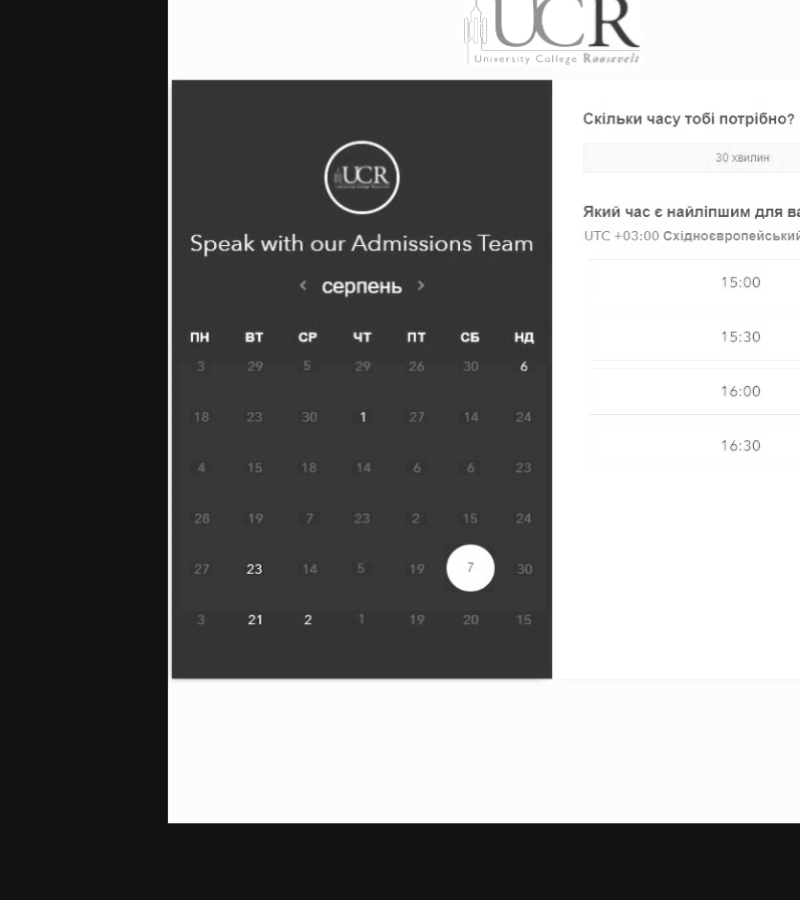 UCR
University College Roosevelt
UCR
Speak with our Admissions Team
< серпень >
ПН ВТ СР ЧТ ПТ СБ НД
3 29 5 29 26 30 6
18 23 30 1 27 14 24
4 15 18 14 6 6 23
28 19 7 23 2 15 24
27 23 14 5 19 7 30
3 21 2 1 19 20 15
Скільки часу тобі потрібно?
30 хвилин
Який час є найліпшим для ва
UTC +03:00 Східноєвропейський
15:00
15:30
16:00
16:30